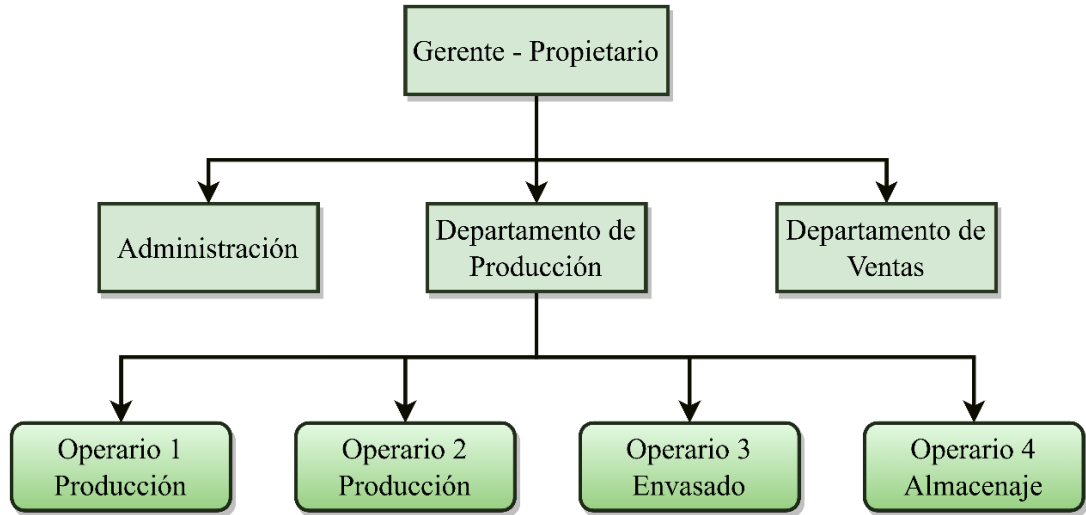 Gerente - Propietario
Administración
Departamento de
Producción
Departamento de
Ventas
Operario 1
Producción
Operario 2
Producción
Operario 3
Envasado
Operario 4
Almacenaje